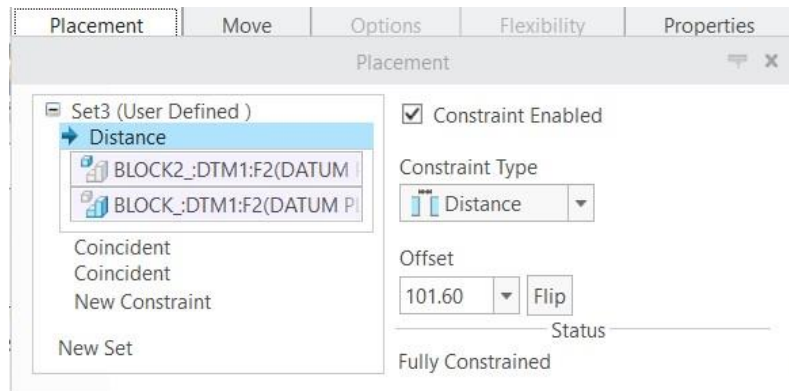 Placement Move Options Flexibility Properties
Placement
Set3 (User Defined )
Distance
BLOCK2_:DTM1:F2(DATUM
BLOCK_:DTM1:F2(DATUM Pl
Coincident
Coincident
New Constraint
New Set
Constraint Enabled
Constraint Type
Distance
Offset
101.60 Flip
Status
Fully Constrained